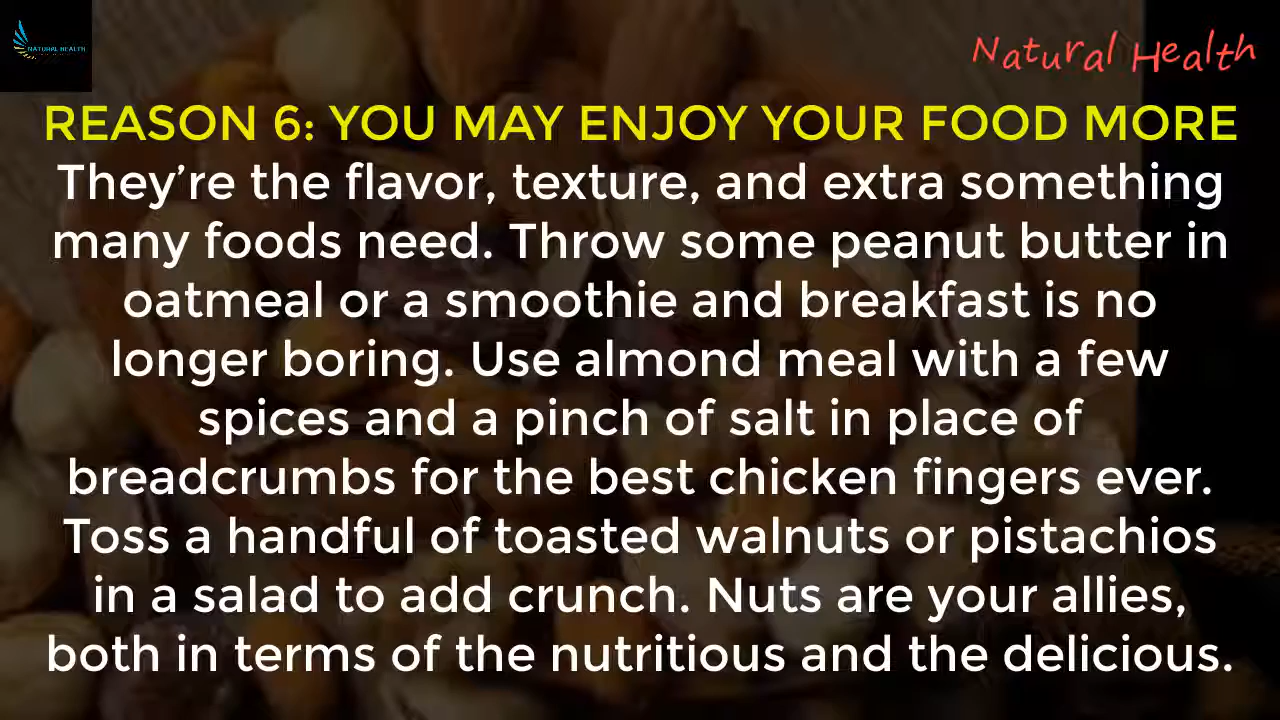 NATURAL HEALTH
Natural Health
REASON 6: YOU MAY ENJOY YOUR FOOD MORE
They’re the flavor, texture, and extra something
many foods need. Throw some peanut butter in
oatmeal or a smoothie and breakfast is no
longer boring. Use almond meal with a few
spices and a pinch of salt in place of
breadcrumbs for the best chicken fingers ever.
Toss a handful of toasted walnuts or pistachios
in a salad to add crunch. Nuts are your allies,
both in terms of the nutritious and the delicious.